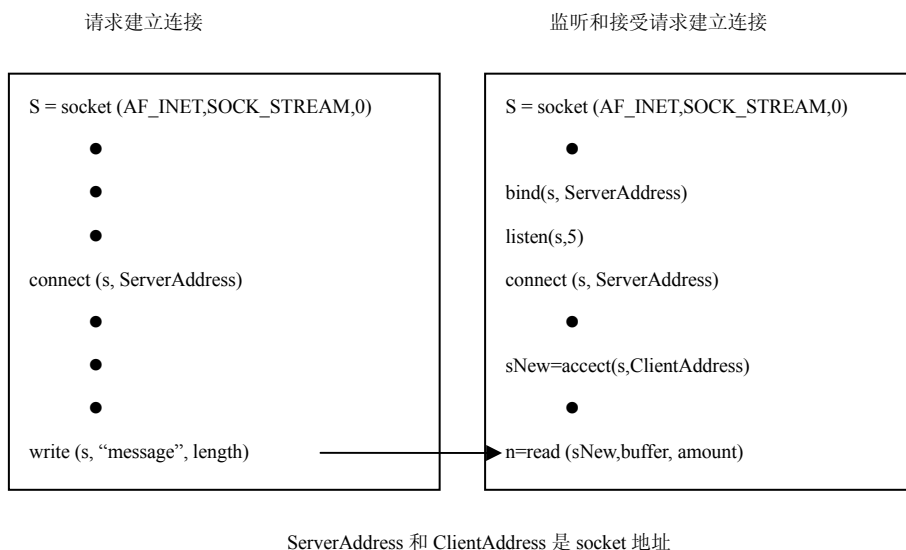 请求建立连接
监听和接受请求建立连接
S = socket (AF_INET,SOCK_STREAM,0)
connect (s, ServerAddress)
write (s, “message”, length)
S = socket (AF_INET,SOCK_STREAM,0)
bind(s, ServerAddress)
listen(s,5)
connect (s, ServerAddress)
sNew=accect(s,ClientAddress)
n=read (sNew,buffer, amount)
ServerAddress 和 ClientAddress 是 socket 地址